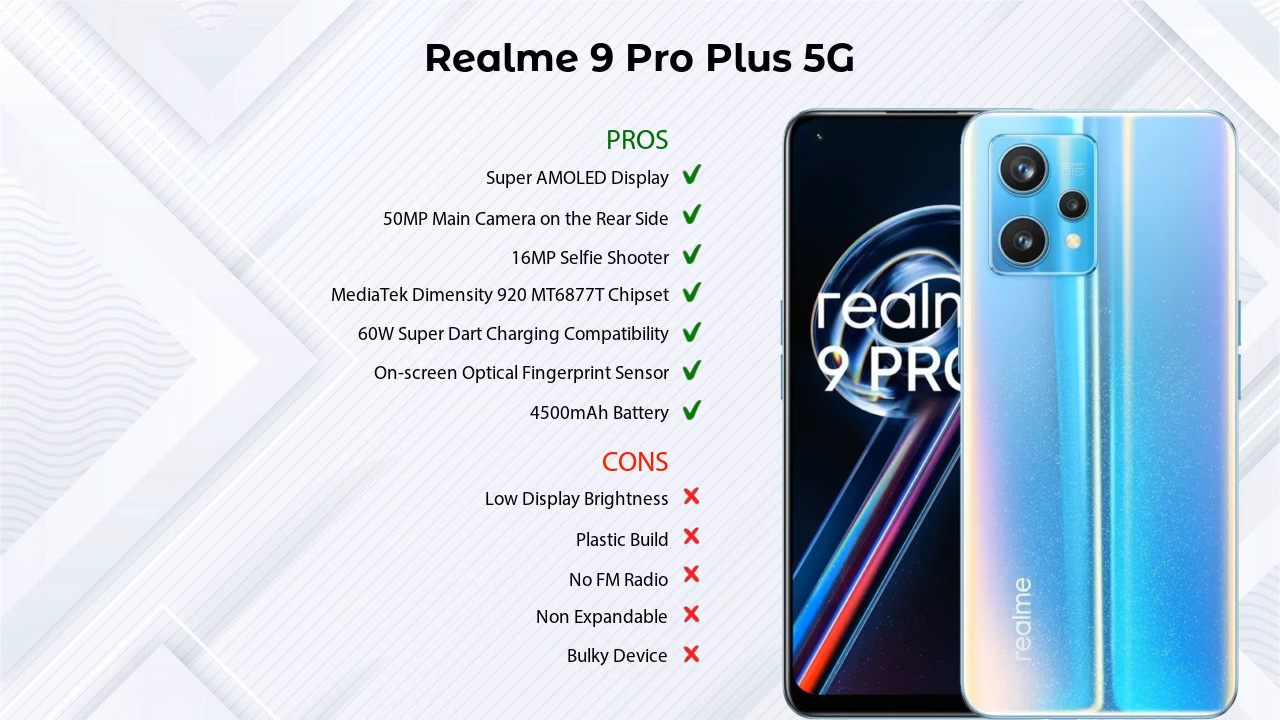 Realme 9 Pro Plus 5G
PROS
Super AMOLED Display
50MP Main Camera on the Rear Side
16MP Selfie Shooter
MediaTek Dimensity 920 MT6877T Chipset
60W Super Dart Charging Compatibility
On-screen Optical Fingerprint Sensor
4500mAh Battery
CONS
Low Display Brightness
Plastic Build
No FM Radio
Non Expandable
Bulky Device
realm
9 PRO
realme